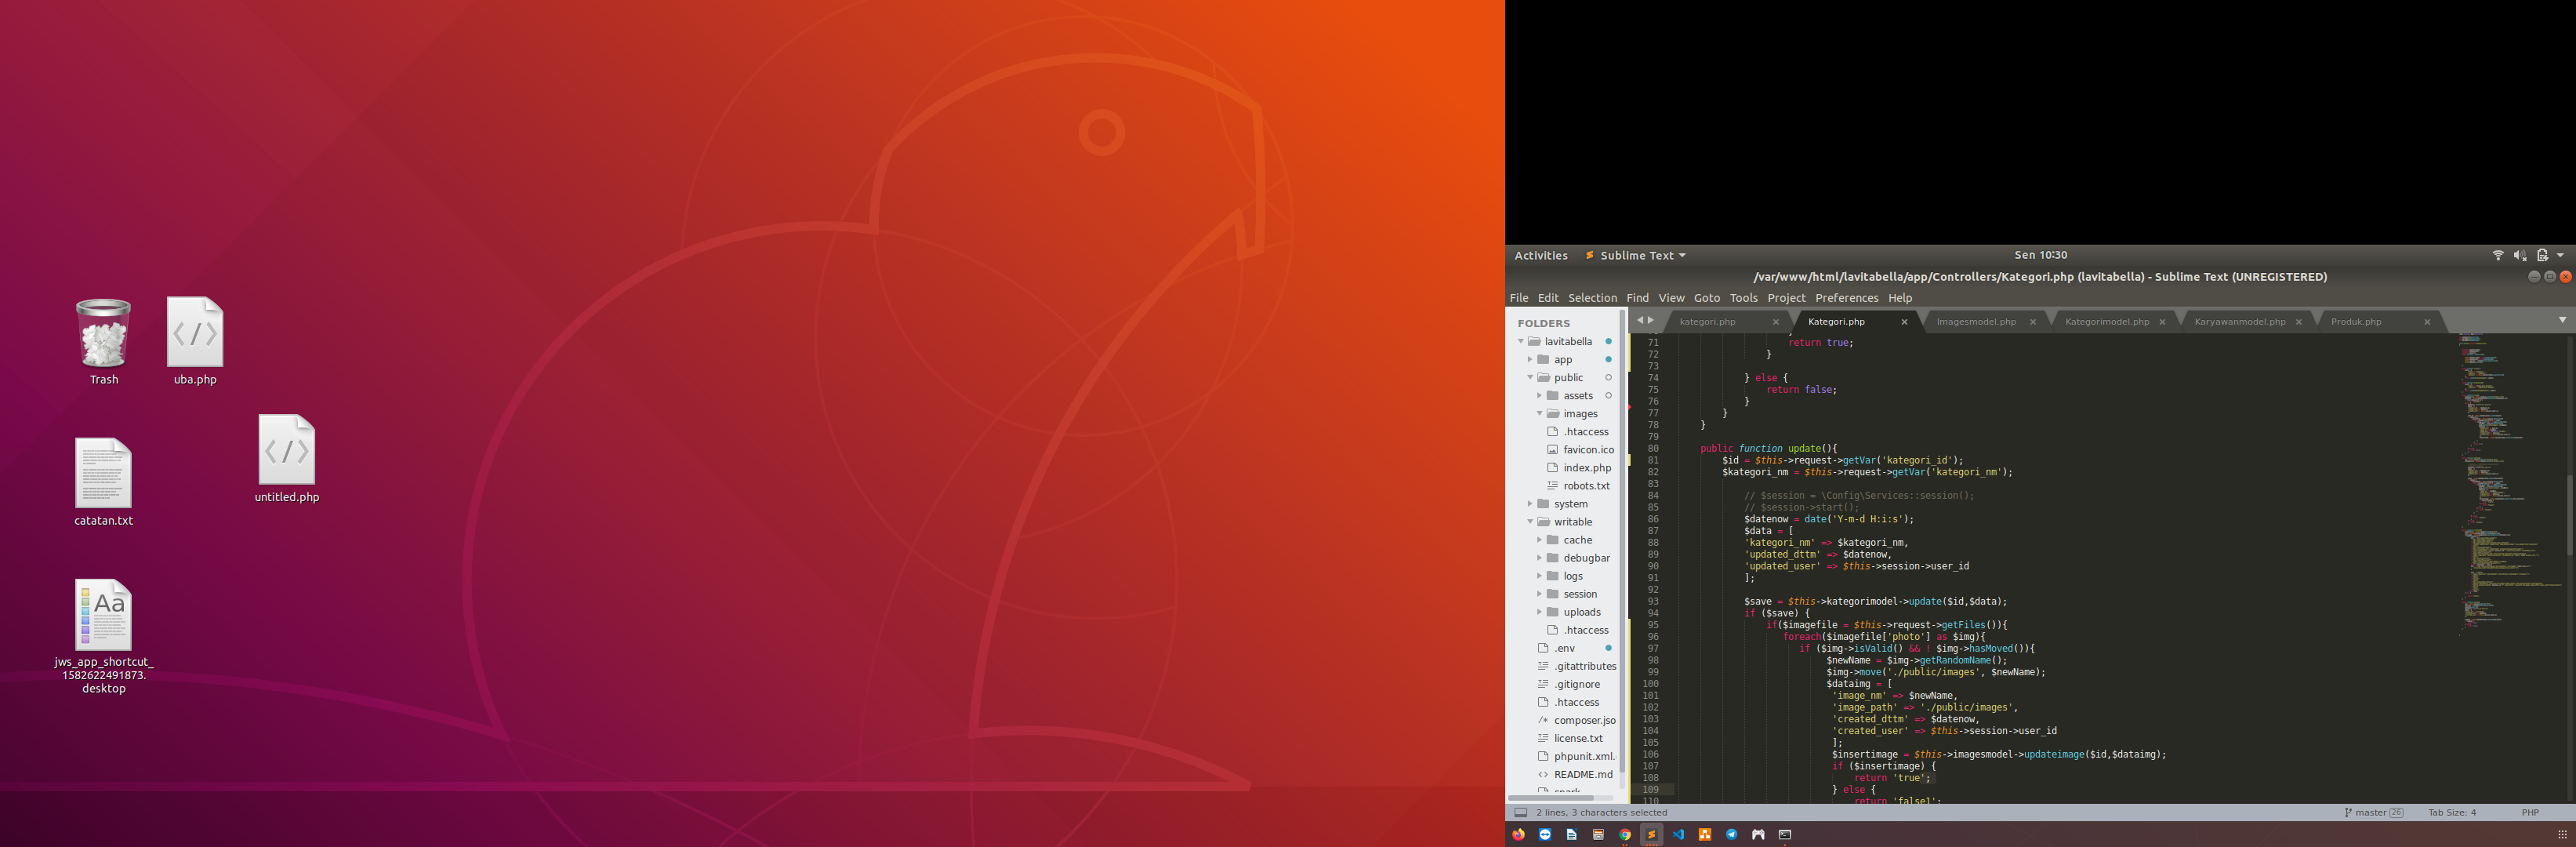 Trash
uba.php
untitled.php
catatan.txt
Aa
jws_app_shortcut_
1582622491873.
desktop
Activities
Sublime Text
Sen 10:30
/var/www/html/lavitabella/app/Controllers/Kategori.php (lavitabella) - Sublime Text (UNREGISTERED)
File Edit Selection Find View Goto Tools Project Preferences Help
FOLDERS
lavitabella
app
public
assets
images
.htaccess
favicon.ico
index.php
robots.txt
system
writable
cache
debugbar
logs
session
uploads
.htaccess
.env
.gitattributes
.gitignore
.htaccess
composer.jso
license.txt
phpunit.xml.
README.md
kategori.php
Kategori.php
Imagesmodel.php
Kategorimodel.php
Karyawanmodel.php
Produk.php
71 return true;
72 }
73
74 } else {
75 return false;
76 }
77 }
78 }
79
80 public function update(){
81 $id = $this->request->getVar('kategori_id');
82 $kategori_nm = $this->request->getVar('kategori_nm');
83
84 // $session = \Config\Services::session();
85 // $session->start();
86 $datenow = date('Y-m-d H:i:s');
87 $data = [
88 'kategori_nm' => $kategori_nm,
89 'updated_dttm' => $datenow,
90 'updated_user' => $this->session->user_id
91 ];
92
93 $save = $this->kategorimodel->update($id,$data);
94 if ($save) {
95 if($imagefile = $this->request->getFiles()){
96 foreach($imagefile['photo'] as $img){
97 if ($img->isValid() && ! $img->hasMoved()){
98 $newName = $img->getRandomName();
99 $img->move('./public/images', $newName);
100 $dataimg = [
101 'image_nm' => $newName,
102 'image_path' => './public/images',
103 'created_dttm' => $datenow,
104 'created_user' => $this->session->user_id
105 ];
106 $insertimage = $this->imagesmodel->updateimage($id,$dataimg);
107 if ($insertimage) {
108 return 'true';
109 } else {
110 return 'false1';
2 lines, 3 characters selected
master 26
Tab Size: 4
PHP